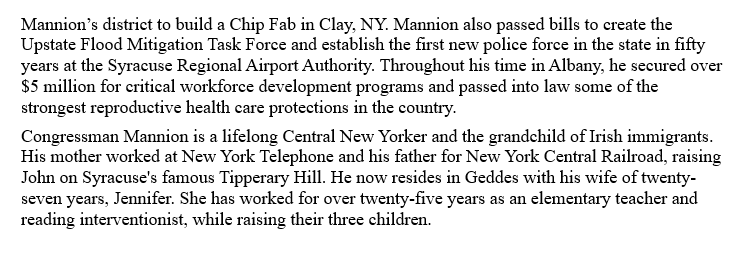 Mannion’s district to build a Chip Fab in Clay, NY. Mannion also passed bills to create the
Upstate Flood Mitigation Task Force and establish the first new police force in the state in fifty
years at the Syracuse Regional Airport Authority. Throughout his time in Albany, he secured over
$5 million for critical workforce development programs and passed into law some of the
strongest reproductive health care protections in the country.
Congressman Mannion is a lifelong Central New Yorker and the grandchild of Irish immigrants.
His mother worked at New York Telephone and his father for New York Central Railroad, raising
John on Syracuse's famous Tipperary Hill. He now resides in Geddes with his wife of twenty-
seven years, Jennifer. She has worked for over twenty-five years as an elementary teacher and
reading interventionist, while raising their three children.